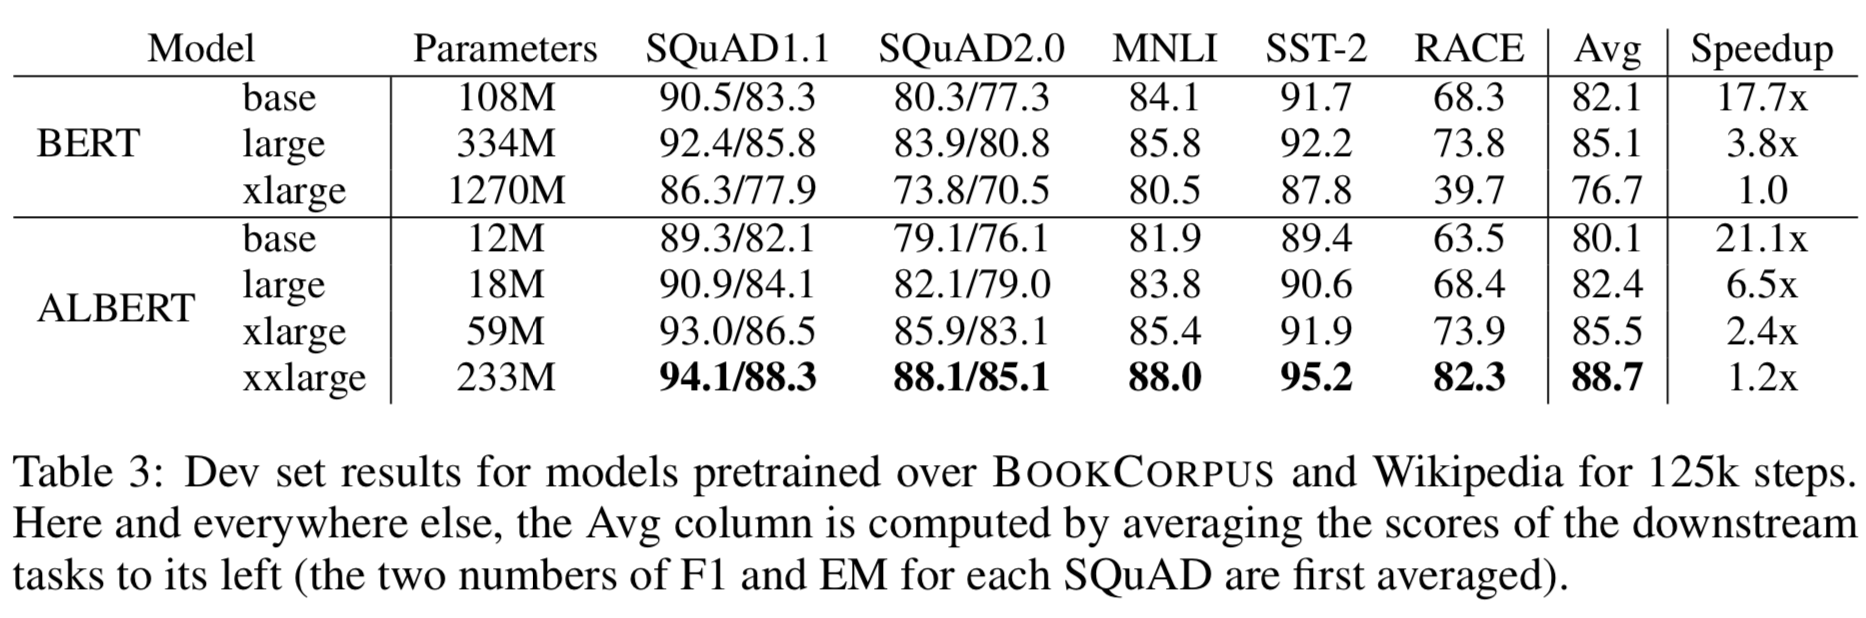 Model Parameters SQuAD1.1 SQuAD2.0 MNLI SST-2 RACE Avg Speedup
base 108M 90.5/83.3 80.3/77.3 84.1 91.7 68.3 82.1 17.7x
BERT large 334M 92.4/85.8 83.9/80.8 85.8 92.2 73.8 85.1 3.8x
xlarge 1270M 86.3/77.9 73.8/70.5 80.5 87.8 39.7 76.7 1.0
base 12M 89.3/82.1 79.1/76.1 81.9 89.4 63.5 80.1 21.1x
large 18M 90.9/84.1 82.1/79.0 83.8 90.6 68.4 82.4 6.5x
ALBERT
xlarge 59M 93.0/86.5 85.9/83.1 85.4 91.9 73.9 85.5 2.4x
xxlarge 233M 94.1/88.3 88.1/85.1 88.0 95.2 82.3 88.7 1.2x
Table 3: Dev set results for models pretrained over BOOKCORPUS and Wikipedia for 125k steps.
Here and everywhere else, the Avg column is computed by averaging the scores of the downstream
tasks to its left (the two numbers of F1 and EM for each SQuAD are first averaged).